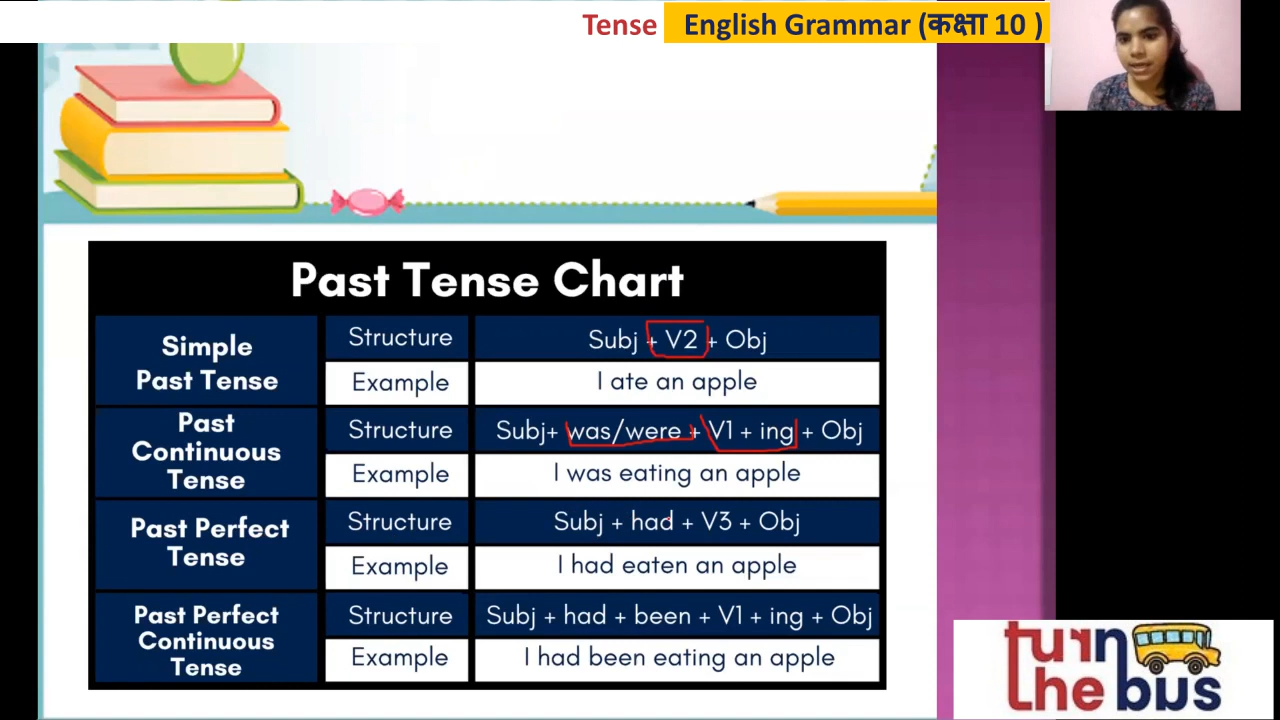 Tense English Grammar (कक्षा 10 )
Past Tense Chart
Simple
Past Tense
Structure
Subj + V2 + Obj
Example
I ate an apple
Past
Continuous
Tense
Structure
Subj+ was/were + V1 + ing + Obj
Example
I was eating an apple
Past Perfect
Tense
Structure
Subj + had + V3 + Obj
Example
I had eaten an apple
Past Perfect
Continuous
Tense
Structure
Subj + had + been + V1 + ing + Obj
Example
I had been eating an apple
turn
the bus